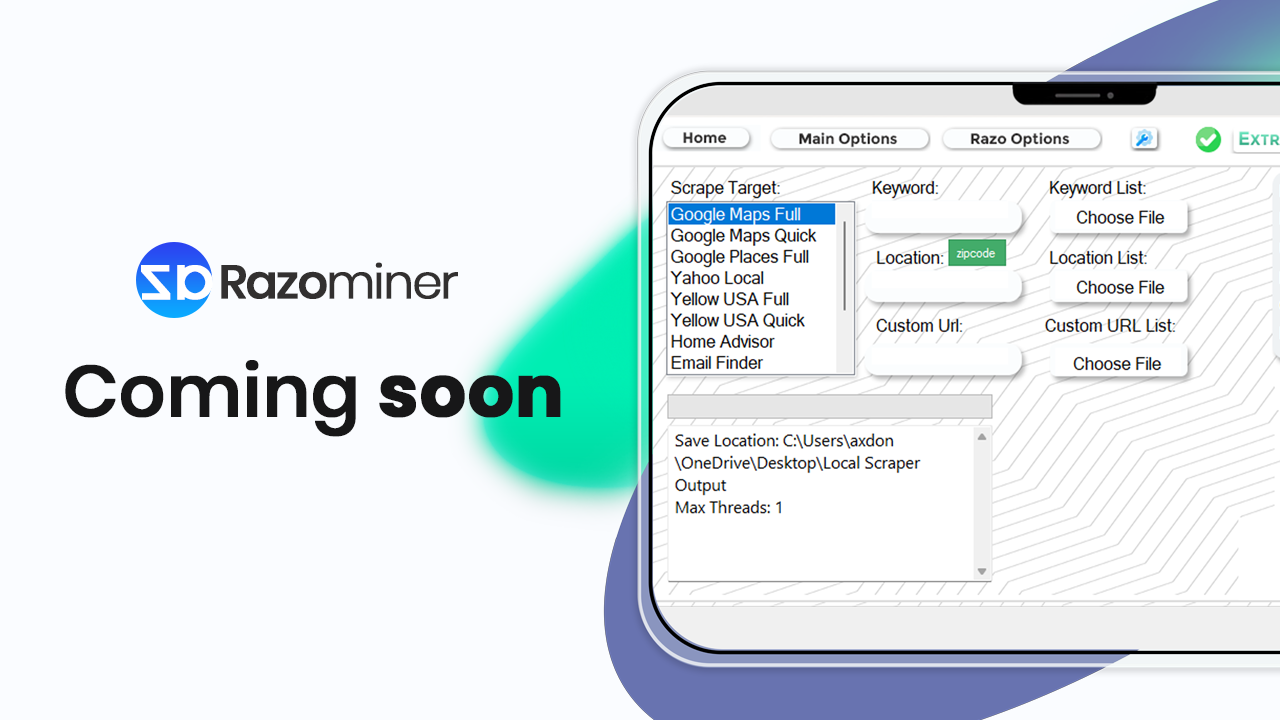 Razominer
Coming soon
Home
Main Options
Razo Options
EXTR
Scrape Target:
Google Maps Full
Google Maps Quick
Google Places Full
Yahoo Local
Yellow USA Full
Yellow USA Quick
Home Advisor
Email Finder
Keyword:
Location:
zipcode
Custom Url:
Keyword List:
Choose File
Location List:
Choose File
Custom URL List:
Choose File
Save Location: C:\Users\axdon
\OneDrive\Desktop\Local Scraper
Output
Max Threads: 1